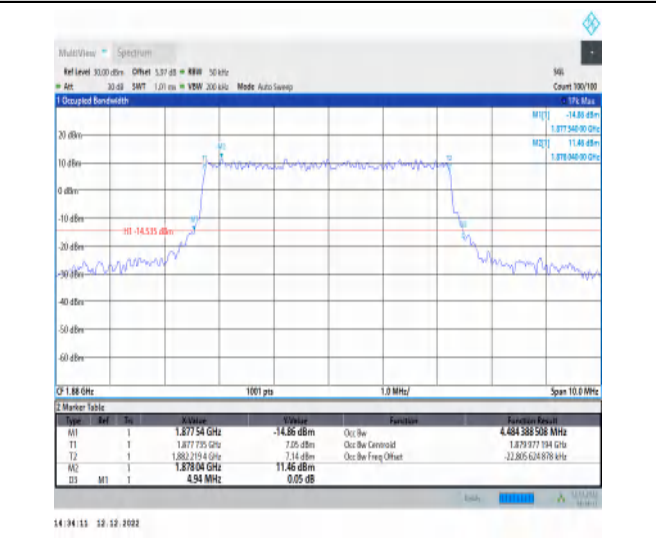 MultiView Spectrum
Ref Level 30.00 dBm Offset 5.37 dB RBW 50 kHz SGL
Att 30 dB SWT 1.01 ms VBW 200 kHz Mode Auto Sweep Count 100/100
1 Occupied Bandwidth 1Pk Max
M1[1] -14.86 dBm
1.877 540 00 GHz
M2[1] 11.46 dBm
1.878 040 00 GHz
20 dBm
10 dBm
T1 M2 T2
0 dBm
-10 dBm
M1
H1 -14.535 dBm
-20 dBm
-30 dBm
-40 dBm
-50 dBm
-60 dBm
CF 1.88 GHz 1001 pts 1.0 MHz/ Span 10.0 MHz
2 Marker Table
Type Ref Trc X-Value Y-Value Function Function Result
M1 1 1.877 54 GHz -14.86 dBm Occ Bw 4.484 388 508 MHz
T1 1 1.877 735 GHz 7.05 dBm Occ Bw Centroid 1.879 977 194 GHz
T2 1 1.882 219 4 GHz 7.14 dBm Occ Bw Freq Offset -22.805 624 878 kHz
M2 1 1.878 04 GHz 11.46 dBm
D3 M1 1 4.94 MHz 0.05 dB
14:34:11 12.12.2022